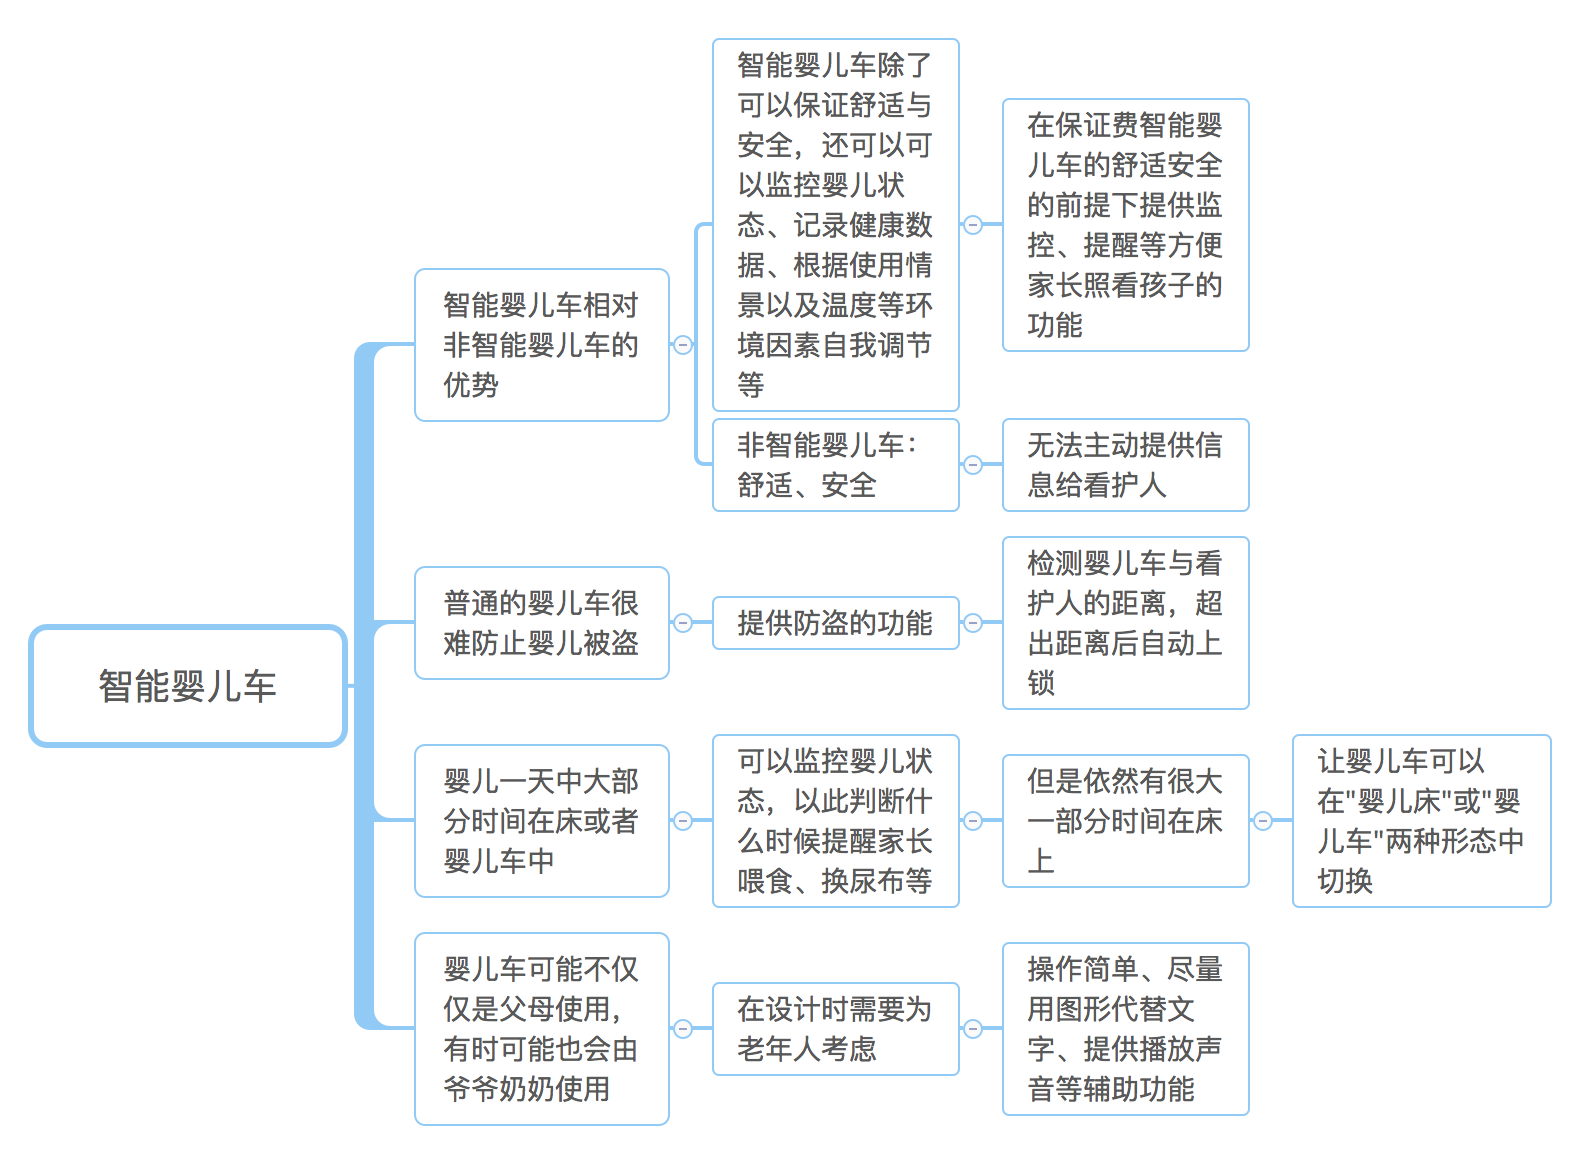 智能婴儿车
智能婴儿车相对
非智能婴儿车的
优势
智能婴儿车除了
可以保证舒适与
安全，还可以可
以监控婴儿状
态、记录健康数
据、根据使用情
景以及温度等环
境因素自我调节
等
在保证费智能婴
儿车的舒适安全
的前提下提供监
控、提醒等方便
家长照看孩子的
功能
非智能婴儿车：
舒适、安全
无法主动提供信
息给看护人
普通的婴儿车很
难防止婴儿被盗
提供防盗的功能
检测婴儿车与看
护人的距离，超
出距离后自动上
锁
婴儿一天中大部
分时间在床或者
婴儿车中
可以监控婴儿状
态，以此判断什
么时候提醒家长
喂食、换尿布等
但是依然有很大
一部分时间在床
上
让婴儿车可以
在"婴儿床"或"婴
儿车"两种形态中
切换
婴儿车可能不仅
仅是父母使用，
有时可能也会由
爷爷奶奶使用
在设计时需要为
老年人考虑
操作简单、尽量
用图形代替文
字、提供播放声
音等辅助功能